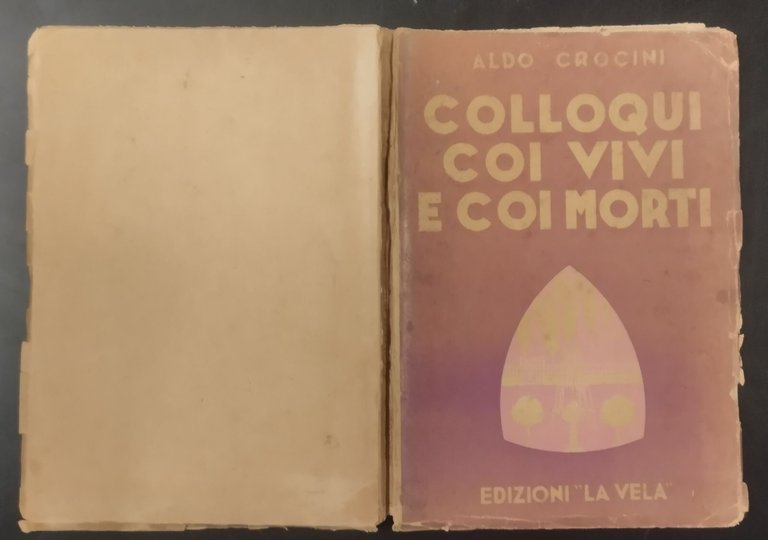 ALDO CROCINI
COLLOQUI
COI VIVI
E COI MORTI
EDIZIONI "LA VELA"